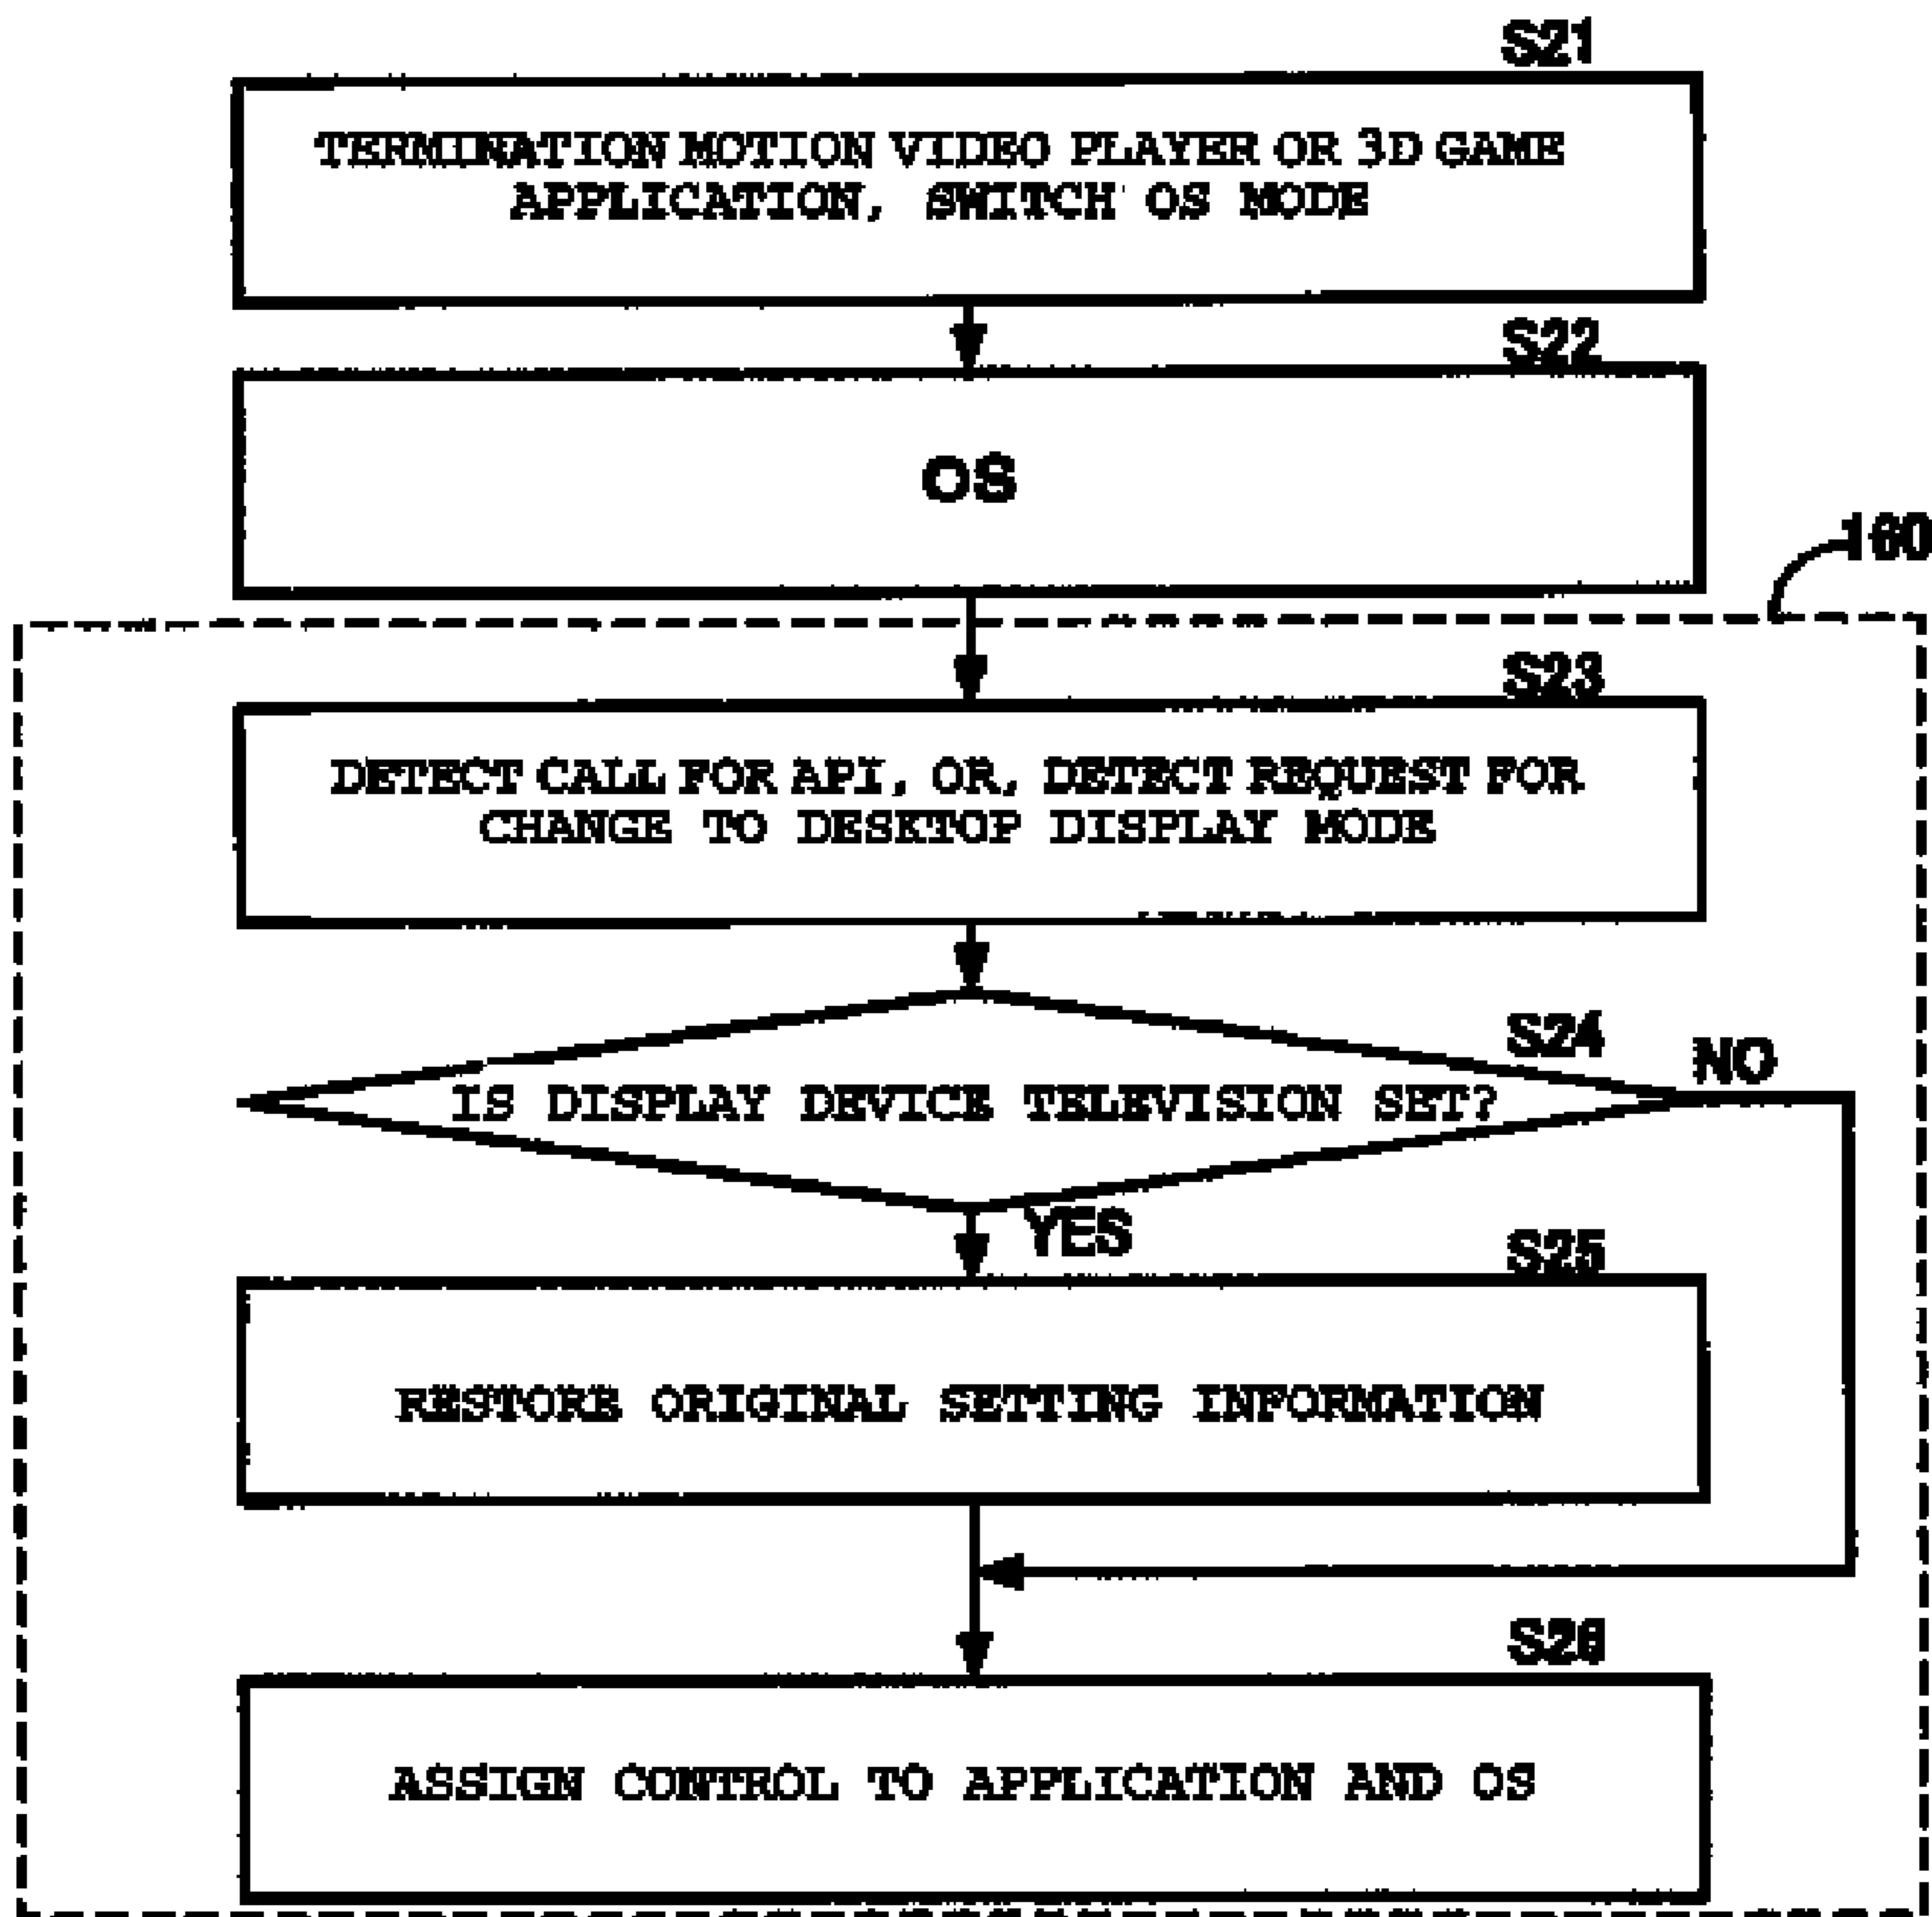 S21
TERMINATION MOTION VIDEO PLAYER OR 3D GAME
APPLICATION, SWITCH OS MODE
S22
OS
160
S23
DETECT CALL FOR API, OR, DETECT REQUEST FOR
CHANGE TO DESKTOP DISPLAY MODE
S24
NO
IS DISPLAY DEVICE TELEVISION SET?
YES
S25
RESTORE ORIGINAL SETTING INFORMATION
S26
ASSIGN CONTROL TO APPLICATION AND OS